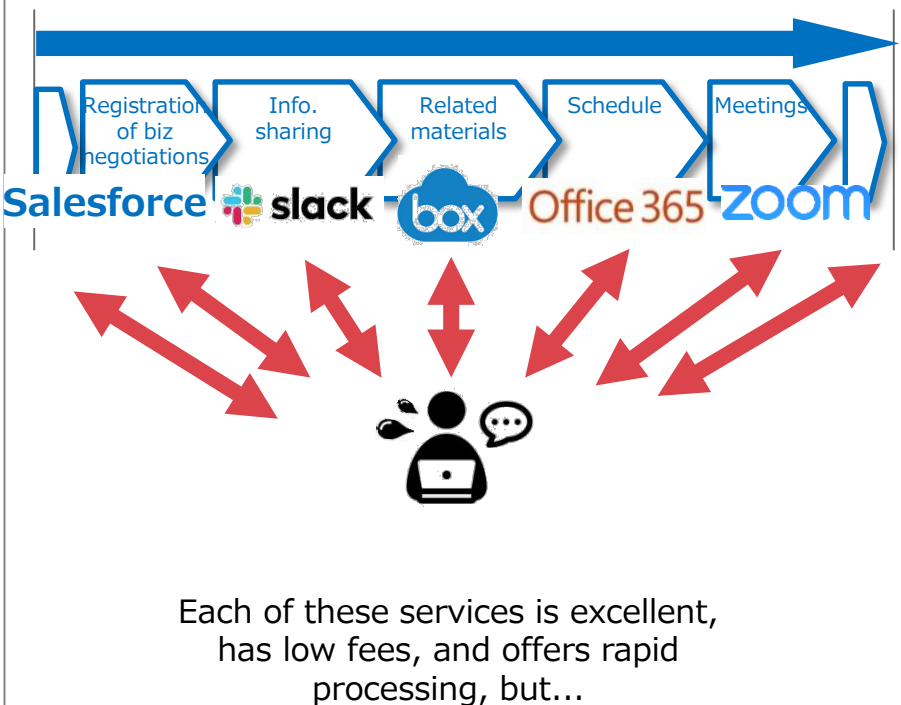 Registration
of biz
negotiations
Info.
sharing
Related
materials
Schedule
Meetings
Salesforce
slack
box
Office 365
zoom
Each of these services is excellent,
has low fees, and offers rapid
processing, but...